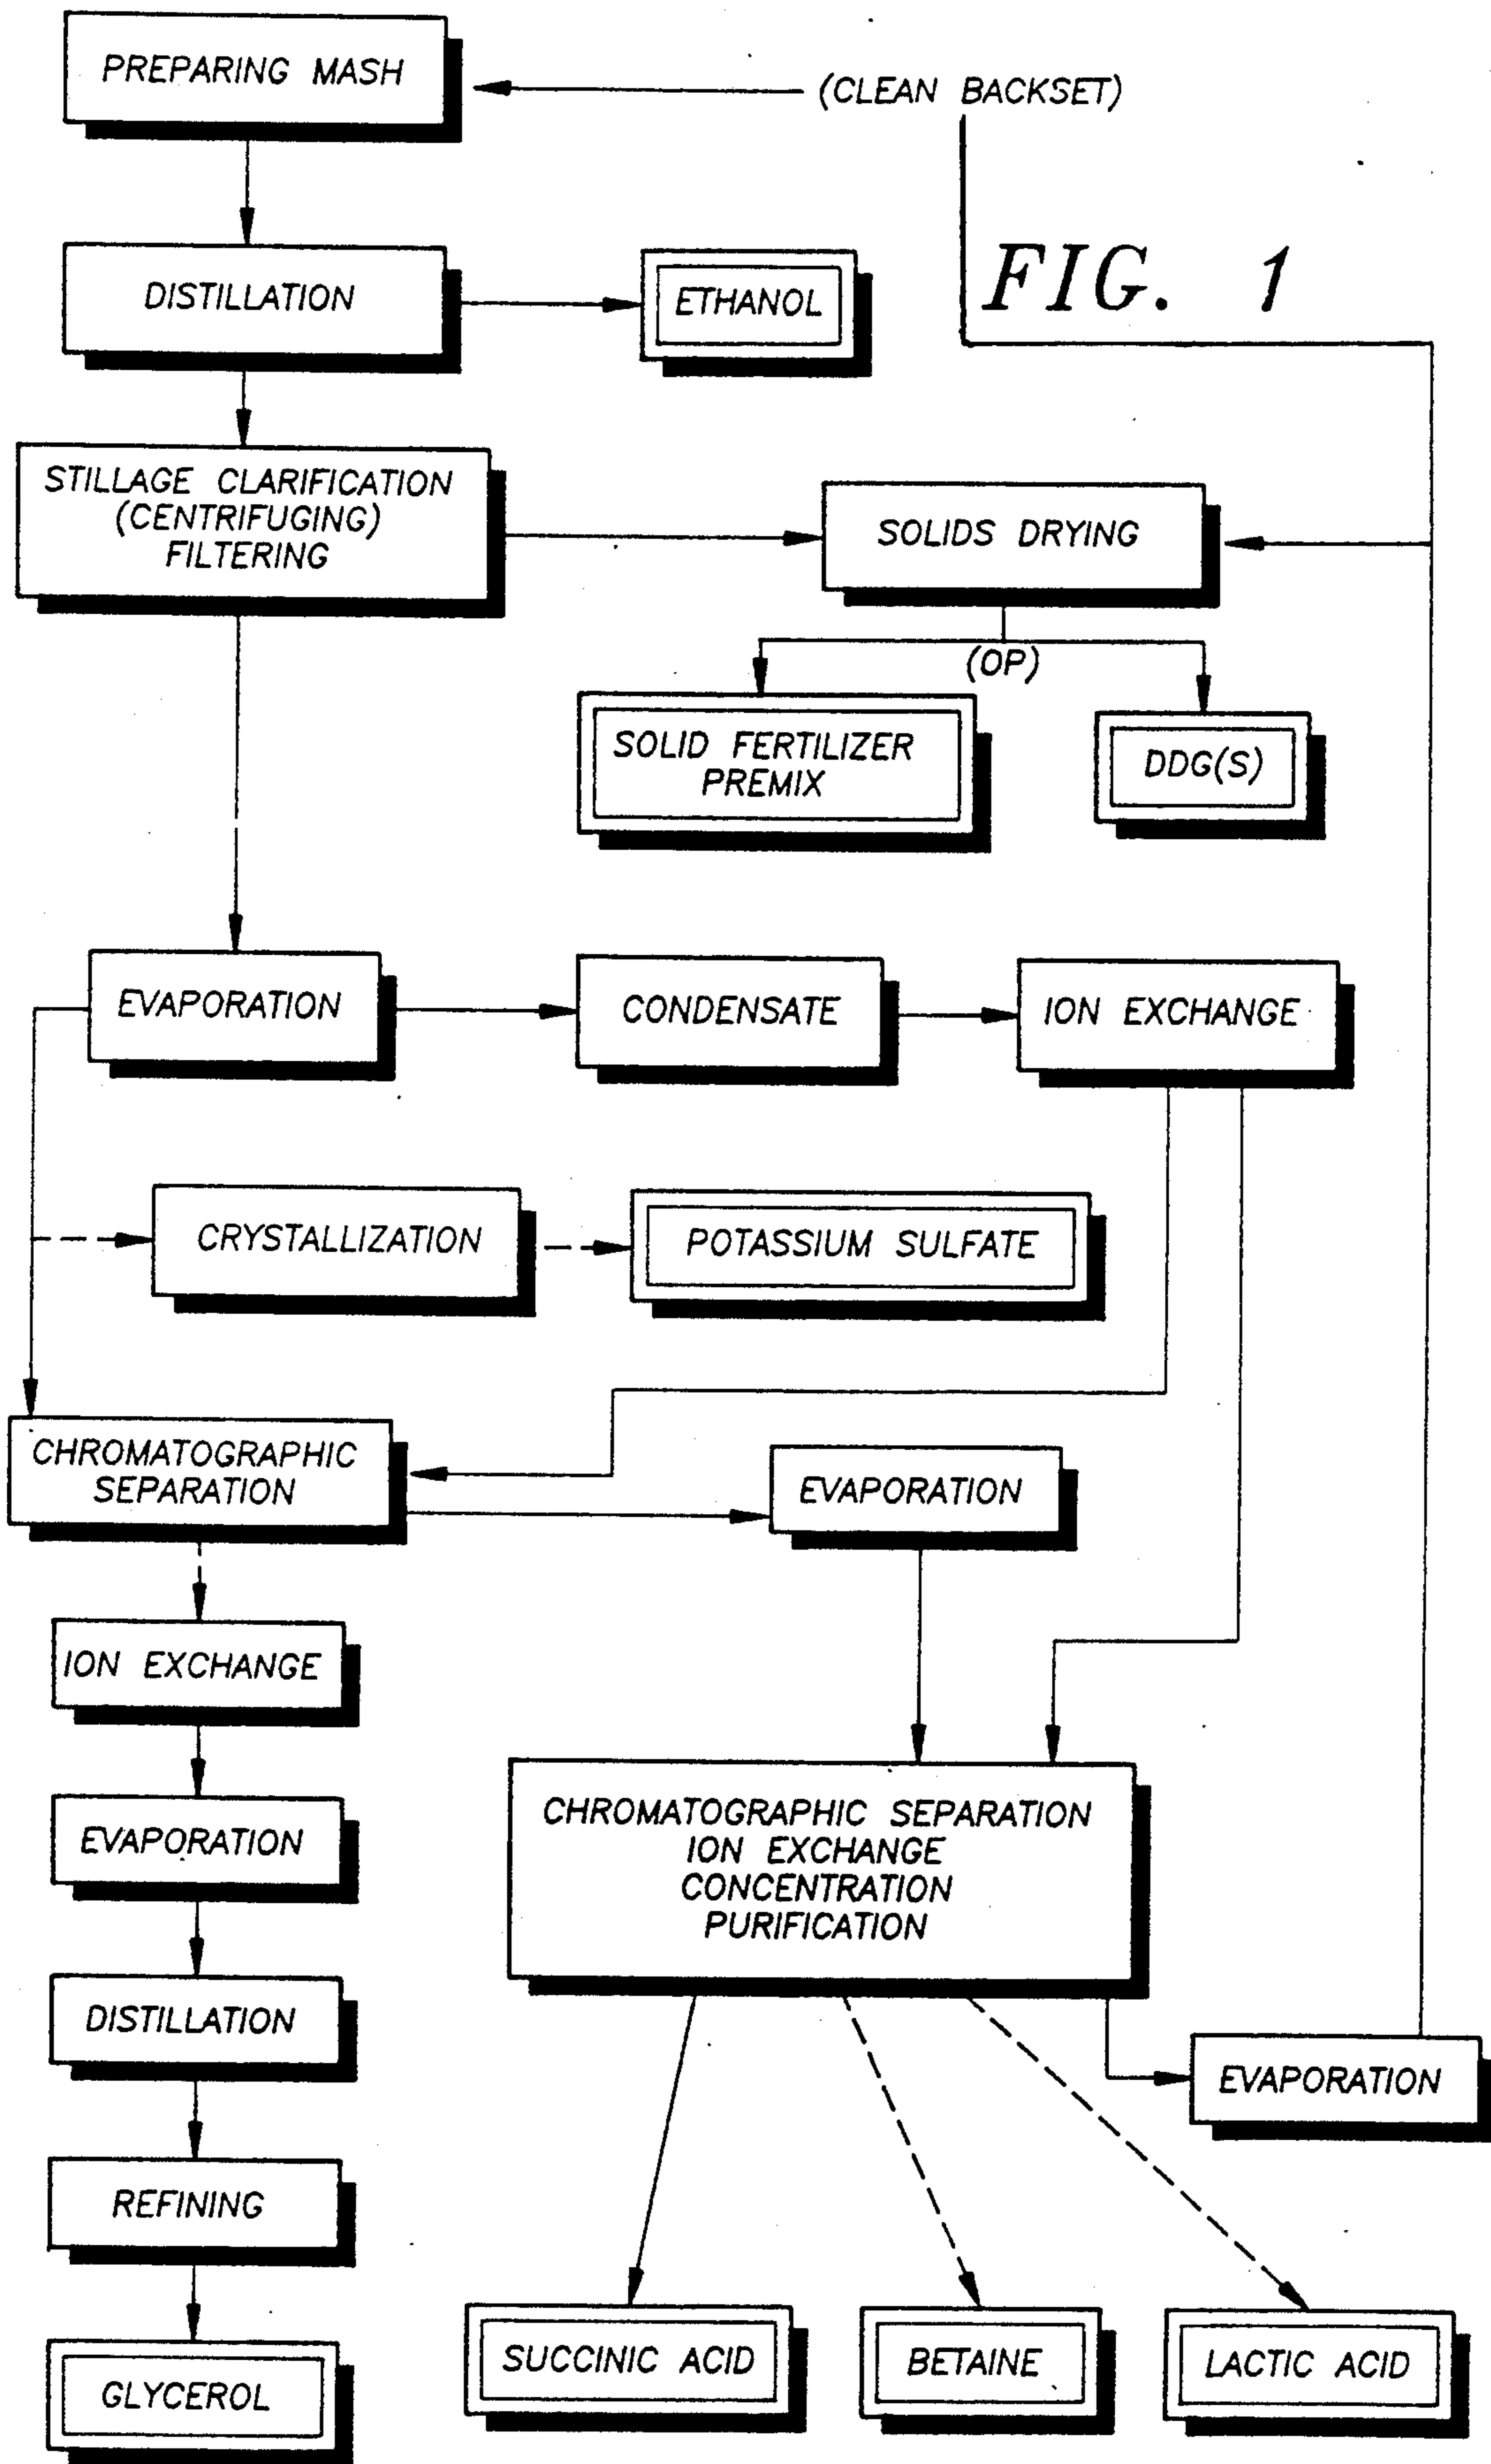 PREPARING MASH
(CLEAN BACKSET)
FIG. 1
DISTILLATION
ETHANOL
STILLAGE CLARIFICATION
(CENTRIFUGING)
FILTERING
SOLIDS DRYING
(OP)
SOLID FERTILIZER
PREMIX
DDG(S)
EVAPORATION
CONDENSATE
ION EXCHANGE
CRYSTALLIZATION
POTASSIUM SULFATE
CHROMATOGRAPHIC
SEPARATION
EVAPORATION
ION EXCHANGE
EVAPORATION
CHROMATOGRAPHIC SEPARATION
ION EXCHANGE
CONCENTRATION
PURIFICATION
DISTILLATION
EVAPORATION
REFINING
SUCCINIC ACID
BETAINE
LACTIC ACID
GLYCEROL